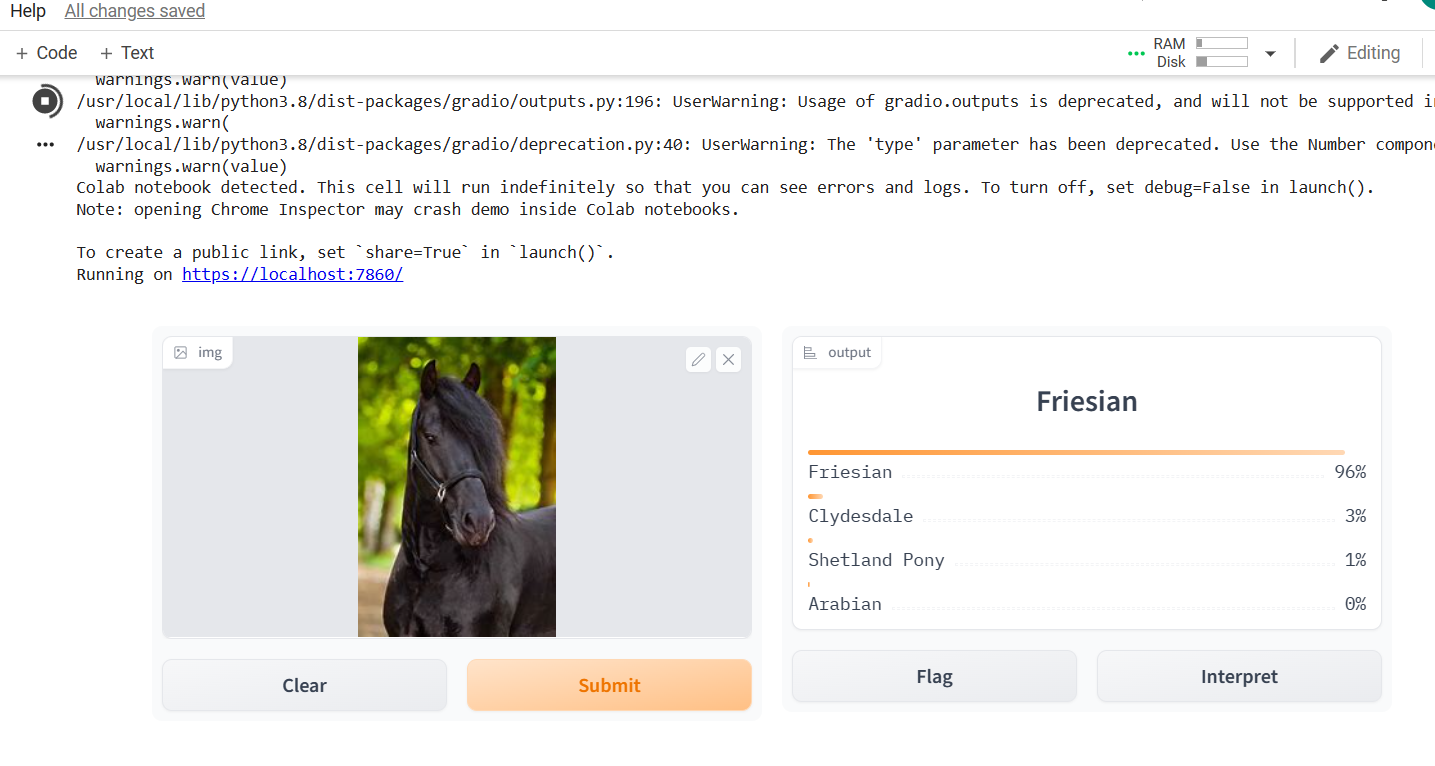 Help All changes saved
+ Code + Text
RAM
Disk
Editing
warnings.warn(value)
/usr/local/lib/python3.8/dist-packages/gradio/outputs.py:196: UserWarning: Usage of gradio.outputs is deprecated, and will not be supported
warnings.warn(
/usr/local/lib/python3.8/dist-packages/gradio/deprecation.py:40: UserWarning: The 'type' parameter has been deprecated. Use the Number
warnings.warn(value)
Colab notebook detected. This cell will run indefinitely so that you can see errors and logs. To turn off, set debug=False in launch().
Note: opening Chrome Inspector may crash demo inside Colab notebooks.
To create a public link, set `share=True` in `launch()`.
Running on https://localhost:7860/
img
output
Friesian
Friesian 96%
Clydesdale 3%
Shetland Pony 1%
Arabian 0%
Clear
Submit
Flag
Interpret